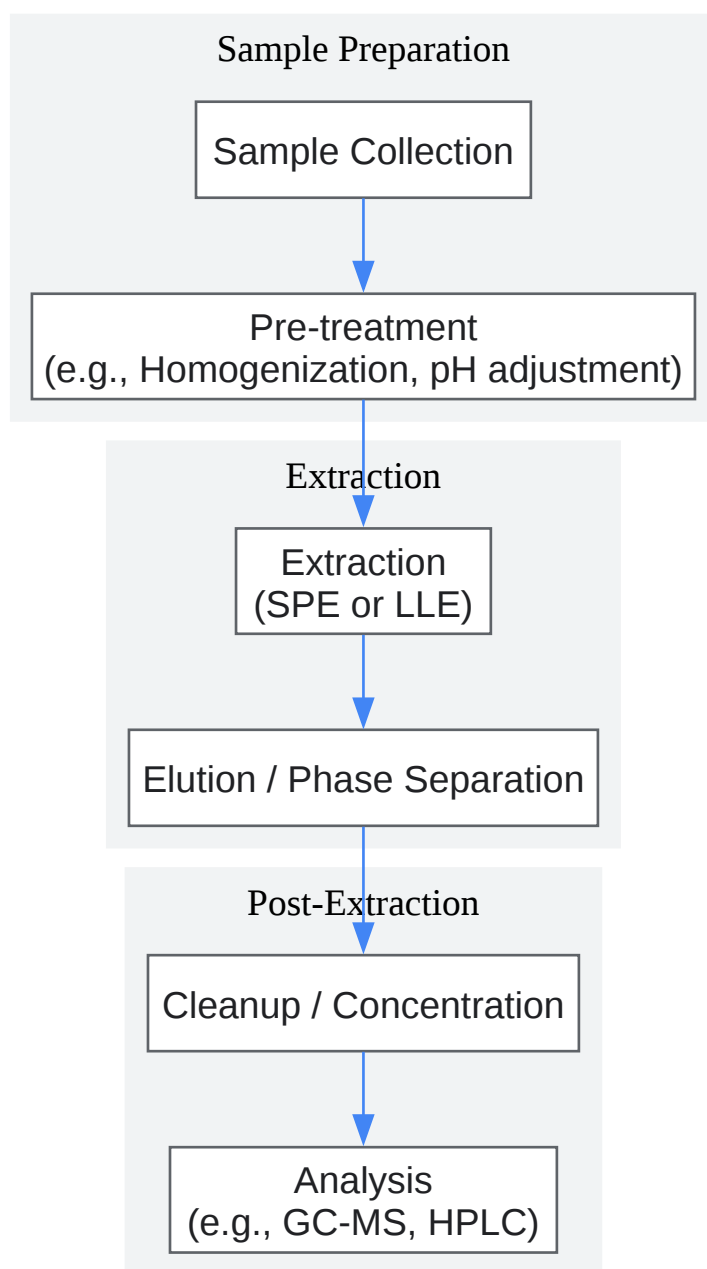 Sample Preparation
Sample Collection
Pre-treatment
(e.g., Homogenization, pH adjustment)
Extraction
Extraction
(SPE or LLE)
Elution / Phase Separation
Post-Extraction
Cleanup / Concentration
Analysis
(e.g., GC-MS, HPLC)